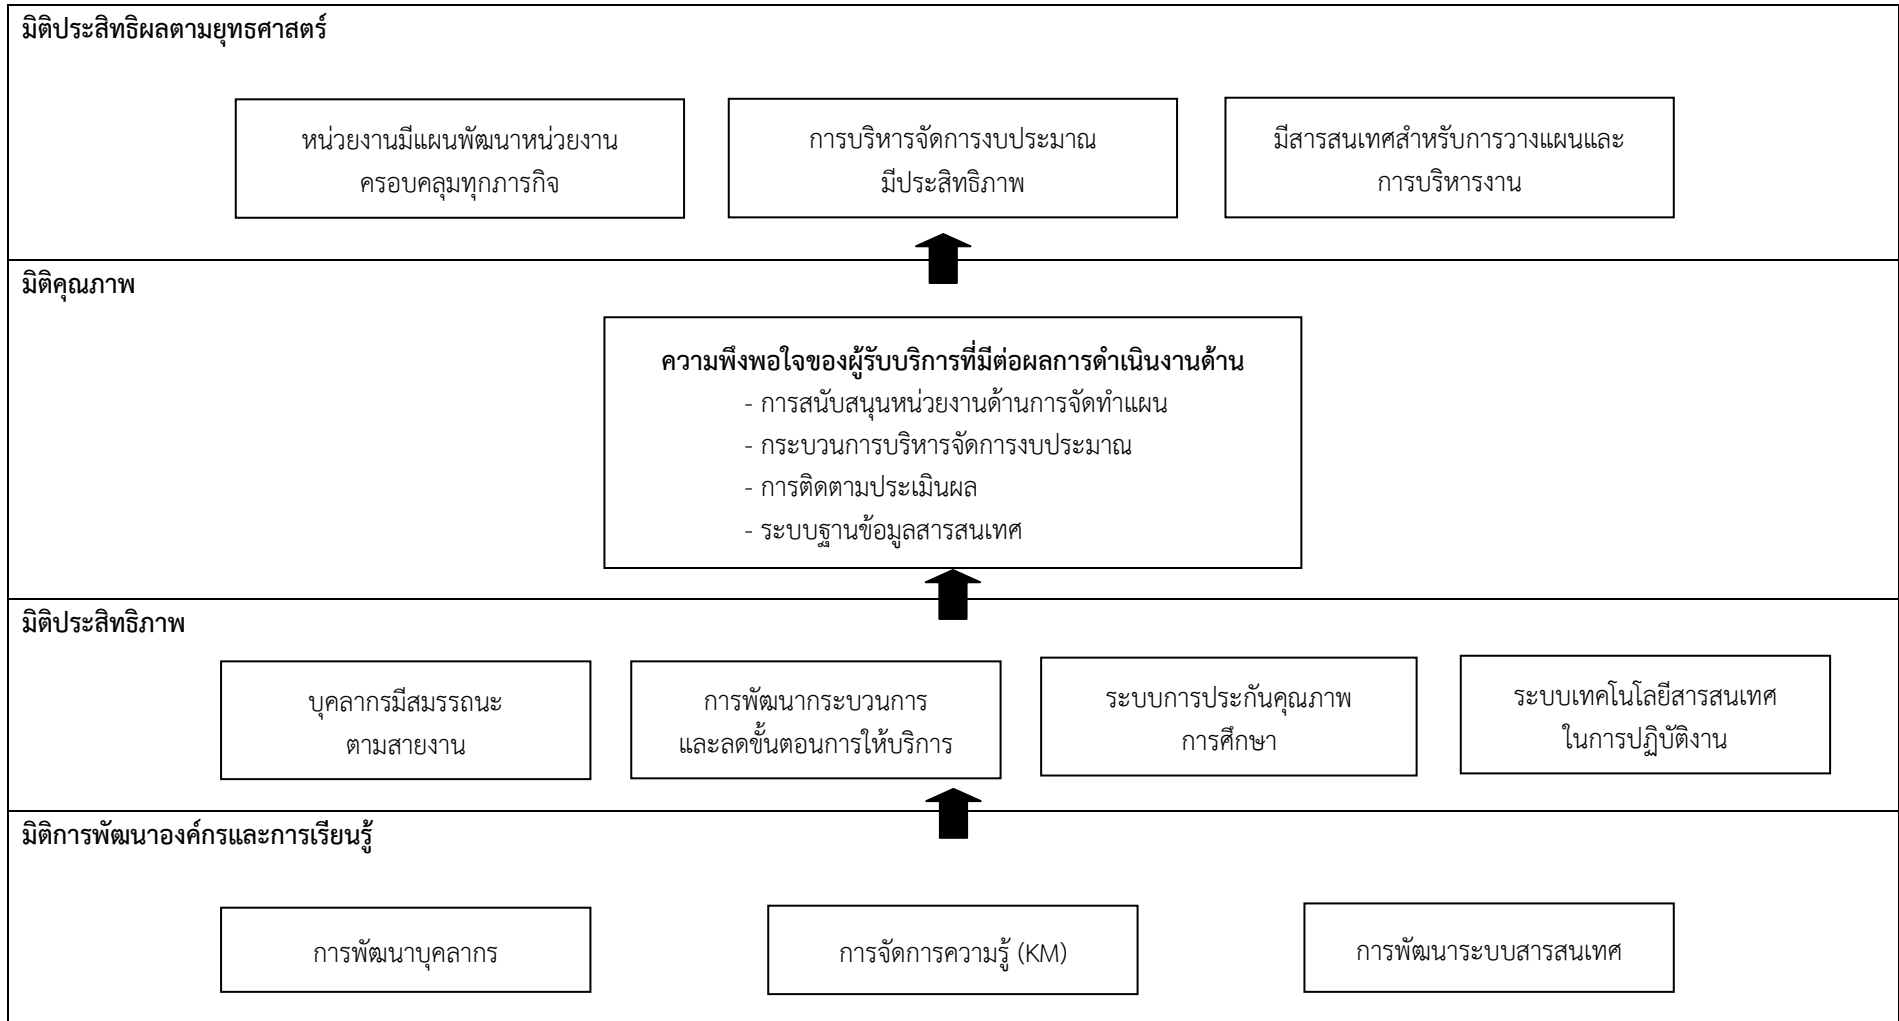 มิติประสิทธิผลตามยุทธศาสตร์
หน่วยงานมีแผนพัฒนาหน่วยงาน
ครอบคลุมทุกภารกิจ
การบริหารจัดการงบประมาณ
มีประสิทธิภาพ
มีสารสนเทศสำหรับการวางแผนและ
การบริหารงาน
มิติคุณภาพ
ความพึงพอใจของผู้รับบริการที่มีต่อผลการดำเนินงานด้าน
- การสนับสนุนหน่วยงานด้านการจัดทำแผน
- กระบวนการบริหารจัดการงบประมาณ
- การติดตามประเมินผล
- ระบบฐานข้อมูลสารสนเทศ
มิติประสิทธิภาพ
บุคลากรมีสมรรถนะ
ตามสายงาน
การพัฒนากระบวนการ
และลดขั้นตอนการให้บริการ
ระบบการประกันคุณภาพ
การศึกษา
ระบบเทคโนโลยีสารสนเทศ
ในการปฏิบัติงาน
มิติการพัฒนาองค์กรและการเรียนรู้
การพัฒนาบุคลากร
การจัดการความรู้ (KM)
การพัฒนาระบบสารสนเทศ